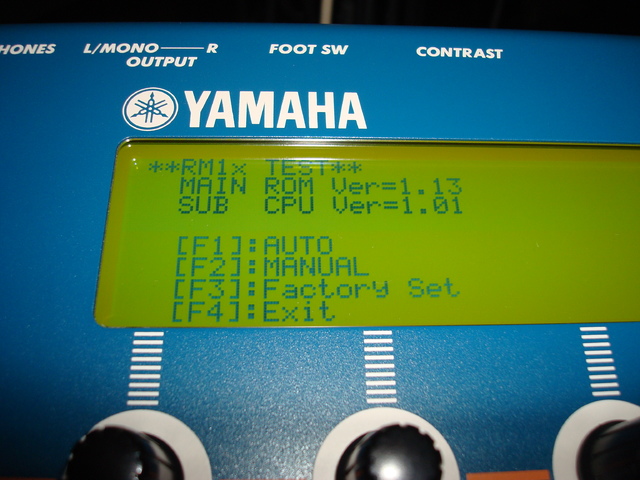 PHONES L/MONO R FOOT SW CONTRAST
OUTPUT
YAMAHA
**RM1x TEST**
MAIN ROM Ver=1.13
SUB CPU Ver=1.01
[F1]:AUTO
[F2]:MANUAL
[F3]:Factory Set
[F4]:Exit